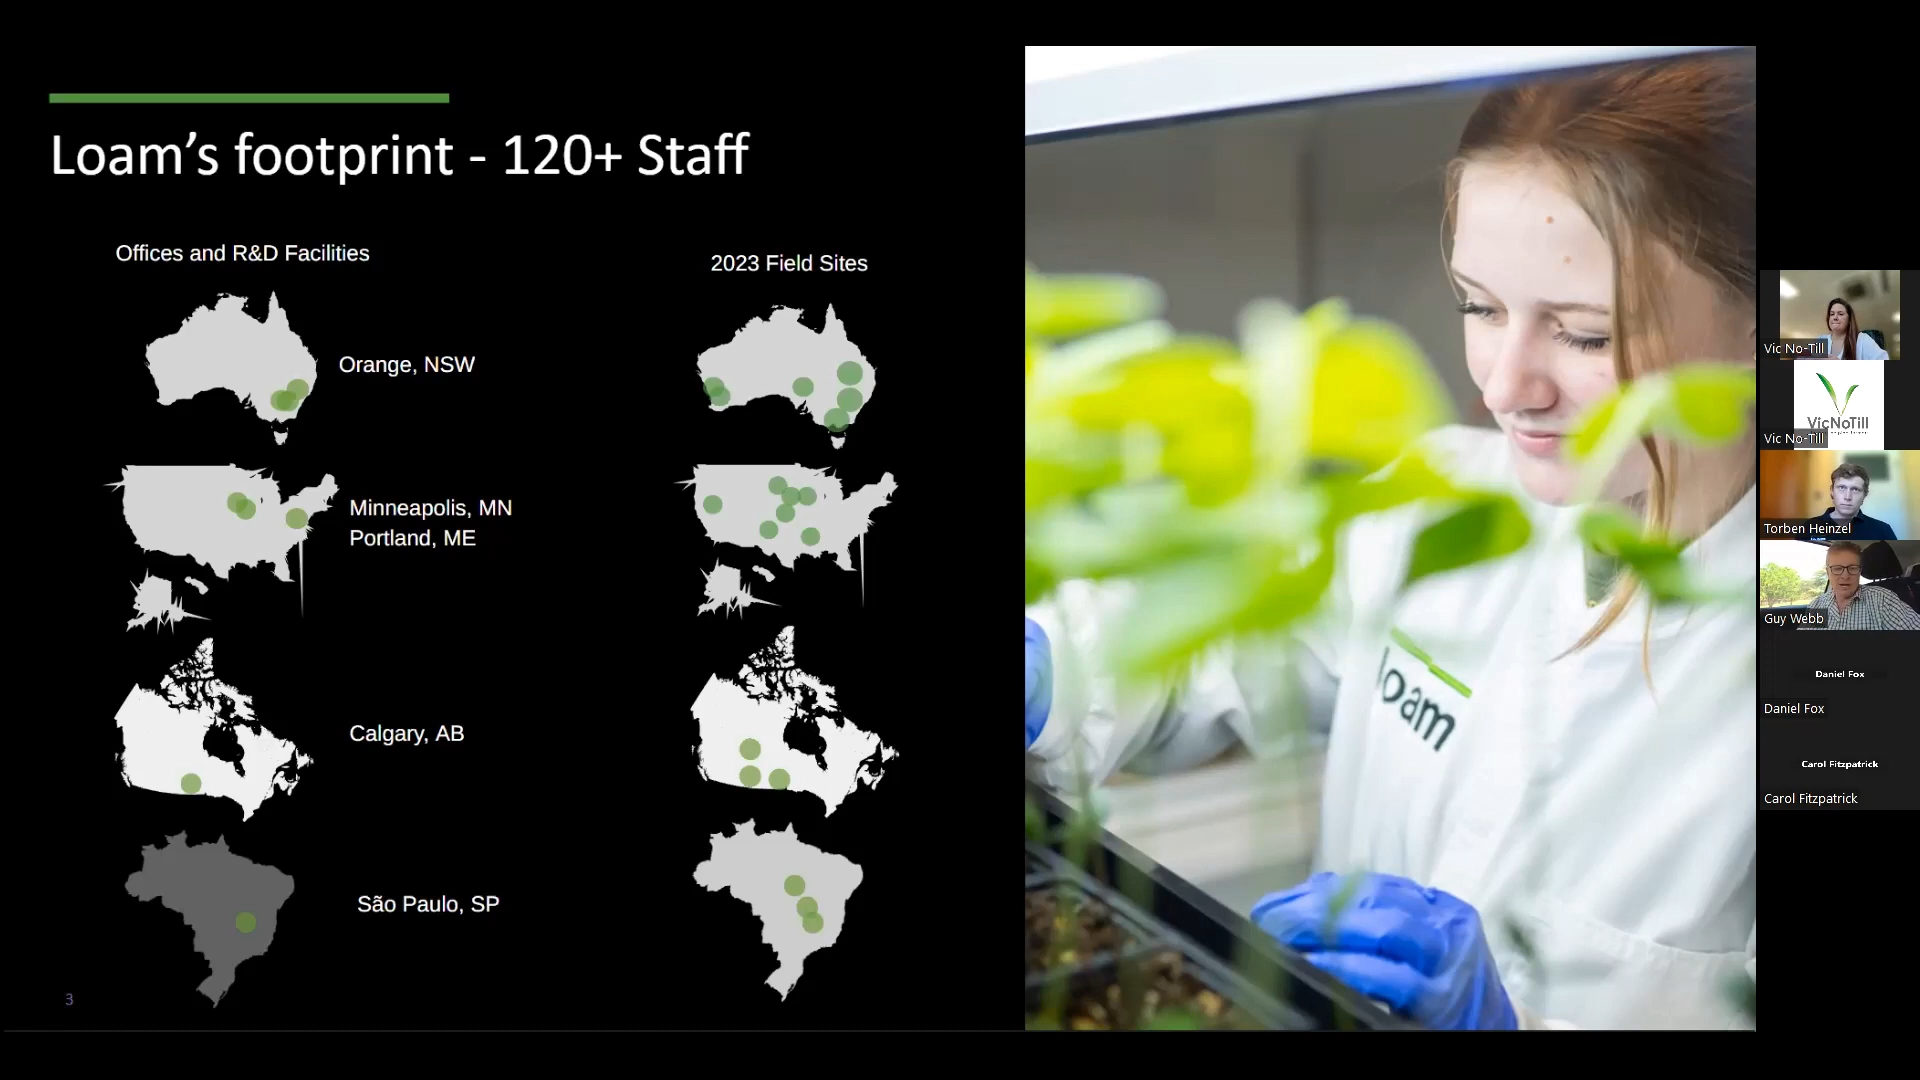 Loam’s footprint - 120+ Staff
Offices and R&D Facilities
2023 Field Sites
Orange, NSW
Minneapolis, MN
Portland, ME
Calgary, AB
São Paulo, SP
3
loam
Vic No-Till
VicNoTill
Vic No-Till
Torben Heinzel
Guy Webb
Daniel Fox
Daniel Fox
Carol Fitzpatrick
Carol Fitzpatrick